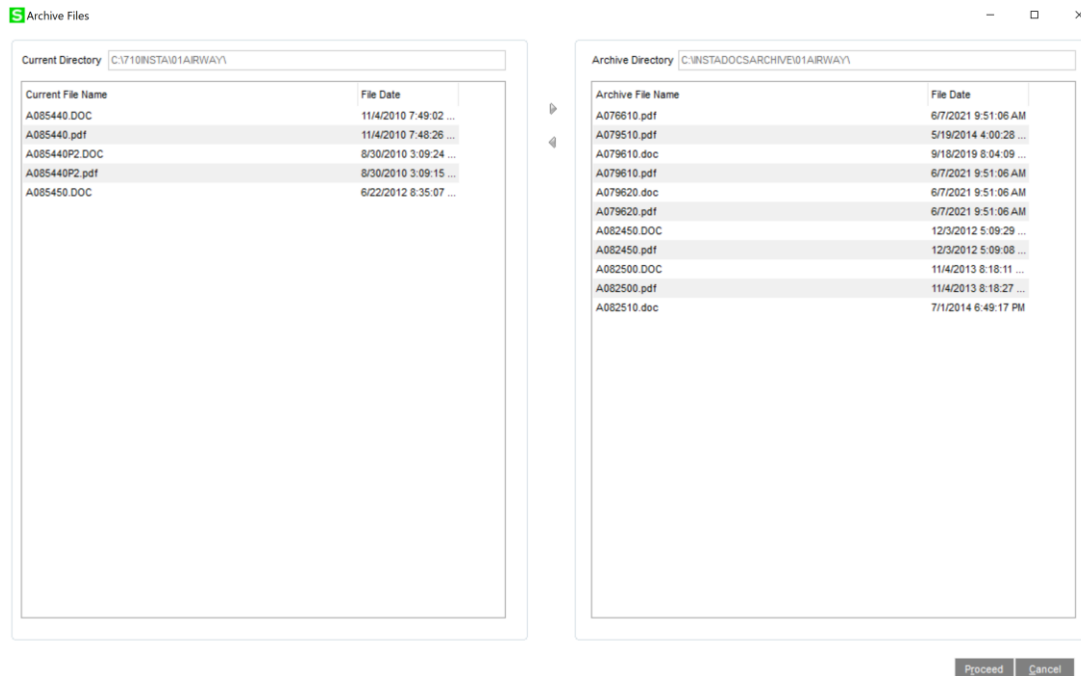 S Archive Files
Current Directory C:\710INSTA\01AIRWAY\
Current File Name File Date
A085440.DOC 11/4/2010 7:49:02 ...
A085440.pdf 11/4/2010 7:48:26 ...
A085440P2.DOC 8/30/2010 3:09:24 ...
A085440P2.pdf 8/30/2010 3:09:15 ...
A085450.DOC 6/22/2012 8:35:07 ...
Archive Directory C:\INSTADOCSARCHIVE\01AIRWAY\
Archive File Name File Date
A076610.pdf 6/7/2021 9:51:06 AM
A079510.pdf 5/19/2014 4:00:28 ...
A079610.doc 9/18/2019 8:04:09 ...
A079610.pdf 6/7/2021 9:51:06 AM
A079620.doc 6/7/2021 9:51:06 AM
A079620.pdf 6/7/2021 9:51:06 AM
A082450.DOC 12/3/2012 5:09:29 ...
A082450.pdf 12/3/2012 5:09:08 ...
A082500.DOC 11/4/2013 8:18:11 ...
A082500.pdf 11/4/2013 8:18:27 ...
A082510.doc 7/1/2014 6:49:17 PM
Proceed Cancel